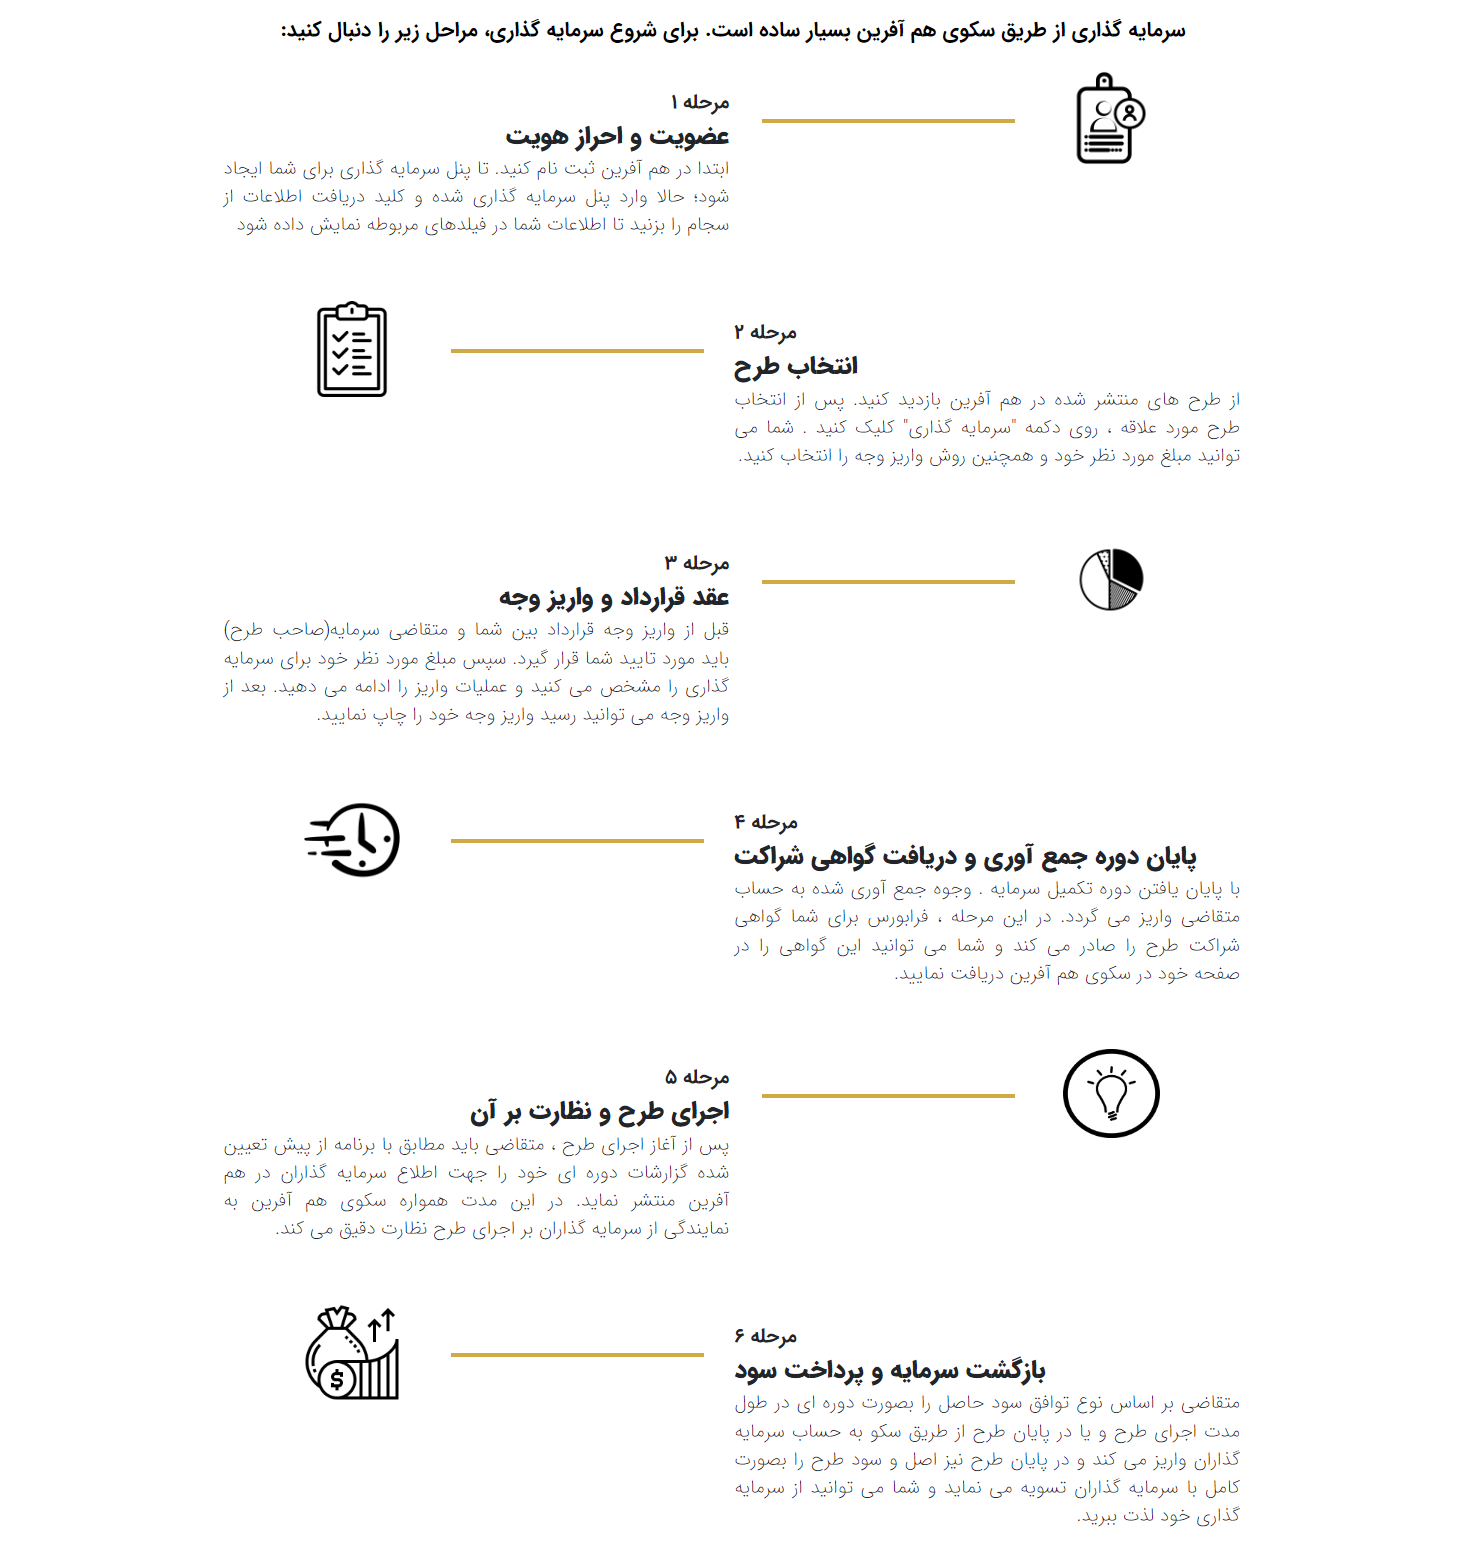 سرمایه گذاری از طریق سکوی هم آفرین بسیار ساده است. برای شروع سرمایه گذاری، مراحل زیر را دنبال کنید:
مرحله ۱
عضویت و احراز هویت
ابتدا در هم آفرین ثبت نام کنید. تا پنل سرمایه گذاری برای شما ایجاد
شود؛ حالا وارد پنل سرمایه گذاری شده و کلید دریافت اطلاعات از
سجام را بزنید تا اطلاعات شما در فیلدهای مربوطه نمایش داده شود
مرحله ۲
انتخاب طرح
از طرح های منتشر شده در هم آفرین بازدید کنید. پس از انتخاب
طرح مورد علاقه ، روی دکمه "سرمایه گذاری" کلیک کنید . شما می
توانید مبلغ مورد نظر خود و همچنین روش واریز وجه را انتخاب کنید.
مرحله ۳
عقد قرارداد و واریز وجه
قبل از واریز وجه قرارداد بین شما و متقاضی سرمایه(صاحب طرح)
باید مورد تایید شما قرار گیرد. سپس مبلغ مورد نظر خود برای سرمایه
گذاری را مشخص می کنید و عملیات واریز را ادامه می دهید. بعد از
واریز وجه می توانید رسید واریز وجه خود را چاپ نمایید.
مرحله ۴
پایان دوره جمع آوری و دریافت گواهی شراکت
با پایان یافتن دوره تکمیل سرمایه . وجوه جمع آوری شده به حساب
متقاضی واریز می گردد. در این مرحله ، فرابورس برای شما گواهی
شراکت طرح را صادر می کند و شما می توانید این گواهی را در
صفحه خود در سکوی هم آفرین دریافت نمایید.
مرحله ۵
اجرای طرح و نظارت بر آن
پس از آغاز اجرای طرح ، متقاضی باید مطابق با برنامه از پیش تعیین
شده گزارشات دوره ای خود را جهت اطلاع سرمایه گذاران در هم
آفرین منتشر نماید. در این مدت همواره سکوی هم آفرین به
نمایندگی از سرمایه گذاران بر اجرای طرح نظارت دقیق می کند.
مرحله ۶
بازگشت سرمایه و پرداخت سود
متقاضی بر اساس نوع توافق سود حاصل را بصورت دوره ای در طول
مدت اجرای طرح و یا در پایان طرح از طریق سکو به حساب سرمایه
گذاران واریز می کند و در پایان طرح نیز اصل و سود طرح را بصورت
کامل با سرمایه گذاران تسویه می نماید و شما می توانید از سرمایه
گذاری خود لذت ببرید.
$